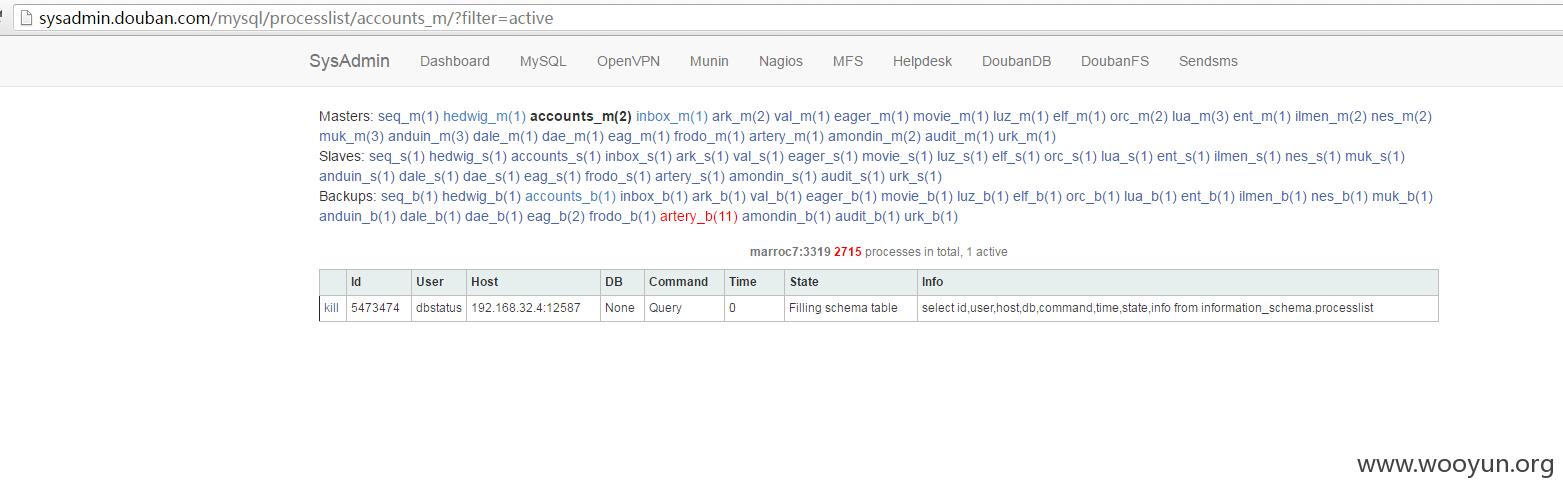 sysadmin.douban.com/mysql/processlist/accounts_m/?filter=active
SysAdmin Dashboard MySQL OpenVPN Munin Nagios MFS Helpdesk DoubanDB DoubanFS Sendsms
Masters: seq_m(1) hedwig_m(1) accounts_m(2) inbox_m(1) ark_m(2) val_m(1) eager_m(1) movie_m(1) luz_m(1) elf_m(1) orc_m(2) lua_m(3) ent_m(1) ilmen_m(2) nes_m(2)
muk_m(3) anduin_m(3) dale_m(1) dae_m(1) eag_m(1) frodo_m(1) artery_m(1) amondin_m(2) audit_m(1) urk_m(1)
Slaves: seq_s(1) hedwig_s(1) accounts_s(1) inbox_s(1) ark_s(1) val_s(1) eager_s(1) movie_s(1) luz_s(1) elf_s(1) orc_s(1) lua_s(1) ent_s(1) ilmen_s(1) nes_s(1) muk_s(1)
anduin_s(1) dale_s(1) dae_s(1) eag_s(1) frodo_s(1) artery_s(1) amondin_s(1) audit_s(1) urk_s(1)
Backups: seq_b(1) hedwig_b(1) accounts_b(1) inbox_b(1) ark_b(1) val_b(1) eager_b(1) movie_b(1) luz_b(1) elf_b(1) orc_b(1) lua_b(1) ent_b(1) ilmen_b(1) nes_b(1) muk_b(1)
anduin_b(1) dale_b(1) dae_b(1) eag_b(2) frodo_b(1) artery_b(11) amondin_b(1) audit_b(1) urk_b(1)
marroc7:3319 2715 processes in total, 1 active
Id User Host DB Command Time State Info
kill 5473474 dbstatus 192.168.32.4:12587 None Query 0 Filling schema table select id,user,host,db,command,time,state,info from information_schema.processlist
www.wooyun.org